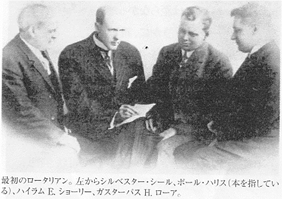 最初のロータリアン。左からシルベスター・シール、ポール・ハリス(本を指してい
る)、ハイラム E. ショーリー、ガスターバス H. ローア。